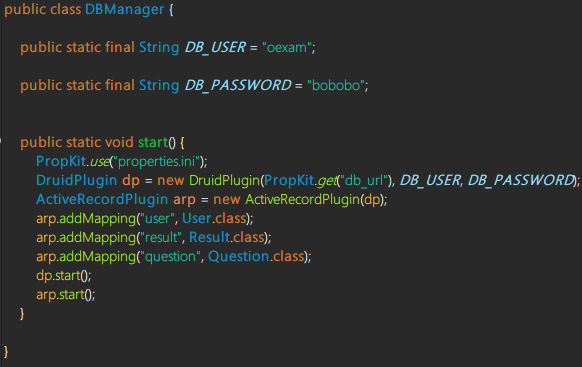 public class DBManager {
public static final String DB_USER = "oexam";
public static final String DB_PASSWORD = "bobobo";
public static void start() {
PropKit.use("properties.ini");
DruidPlugin dp = new DruidPlugin(PropKit.get("db_url"), DB_USER, DB_PASSWORD);
ActiveRecordPlugin arp = new ActiveRecordPlugin(dp);
arp.addMapping("user", User.class);
arp.addMapping("result", Result.class);
arp.addMapping("question", Question.class);
dp.start();
arp.start();
}
}